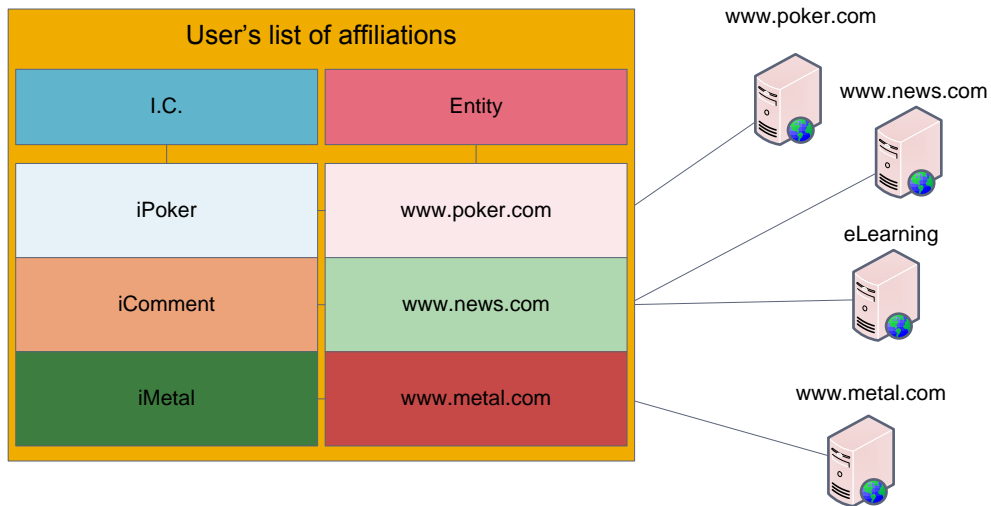 User's list of affiliations
I.C.
Entity
iPoker
www.poker.com
iComment
www.news.com
iMetal
www.metal.com
www.poker.com
www.news.com
eLearning
www.metal.com